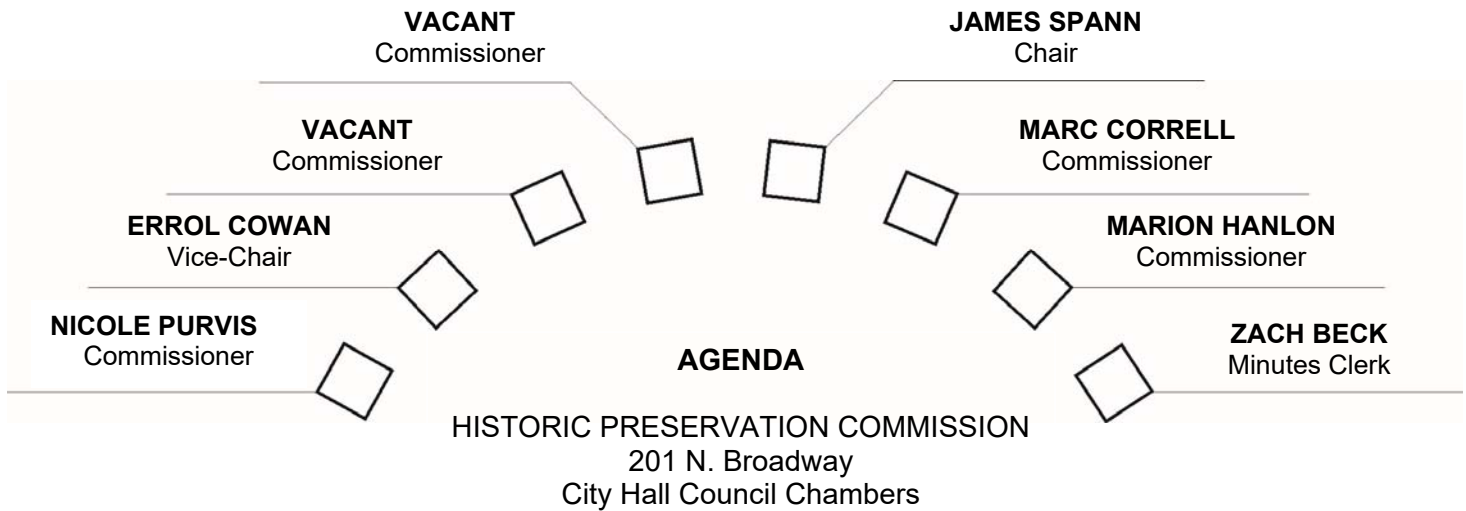 VACANT
Commissioner
JAMES SPANN
Chair
VACANT
Commissioner
MARC CORRELL
Commissioner
ERROL COWAN
Vice-Chair
MARION HANLON
Commissioner
NICOLE PURVIS
Commissioner
ZACH BECK
Minutes Clerk
AGENDA
HISTORIC PRESERVATION COMMISSION
201 N. Broadway
City Hall Council Chambers